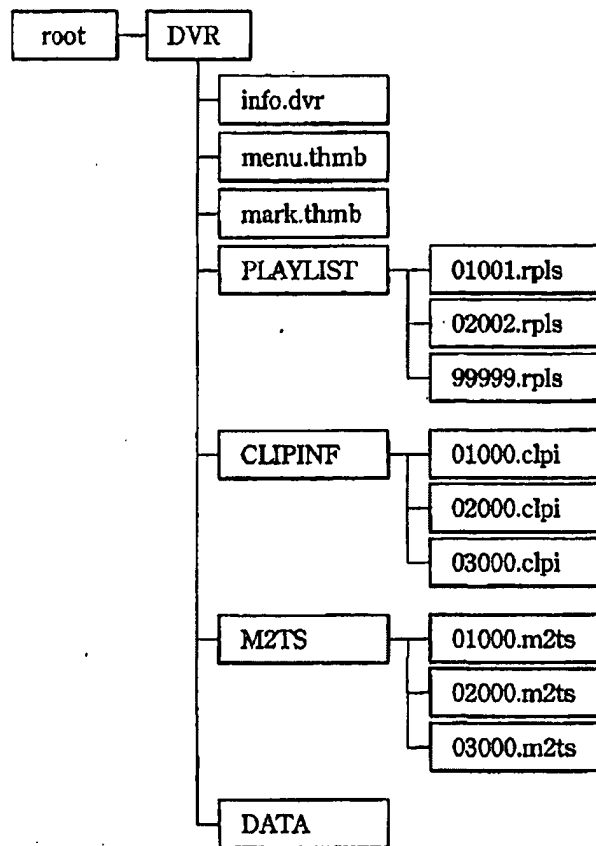 root DVR
info.dvr
menu.thmb
mark.thmb
PLAYLIST 01001.rpls
02002.rpls
99999.rpls
CLIPINF 01000.clpi
02000.clpi
03000.clpi
M2TS 01000.m2ts
02000.m2ts
03000.m2ts
DATA